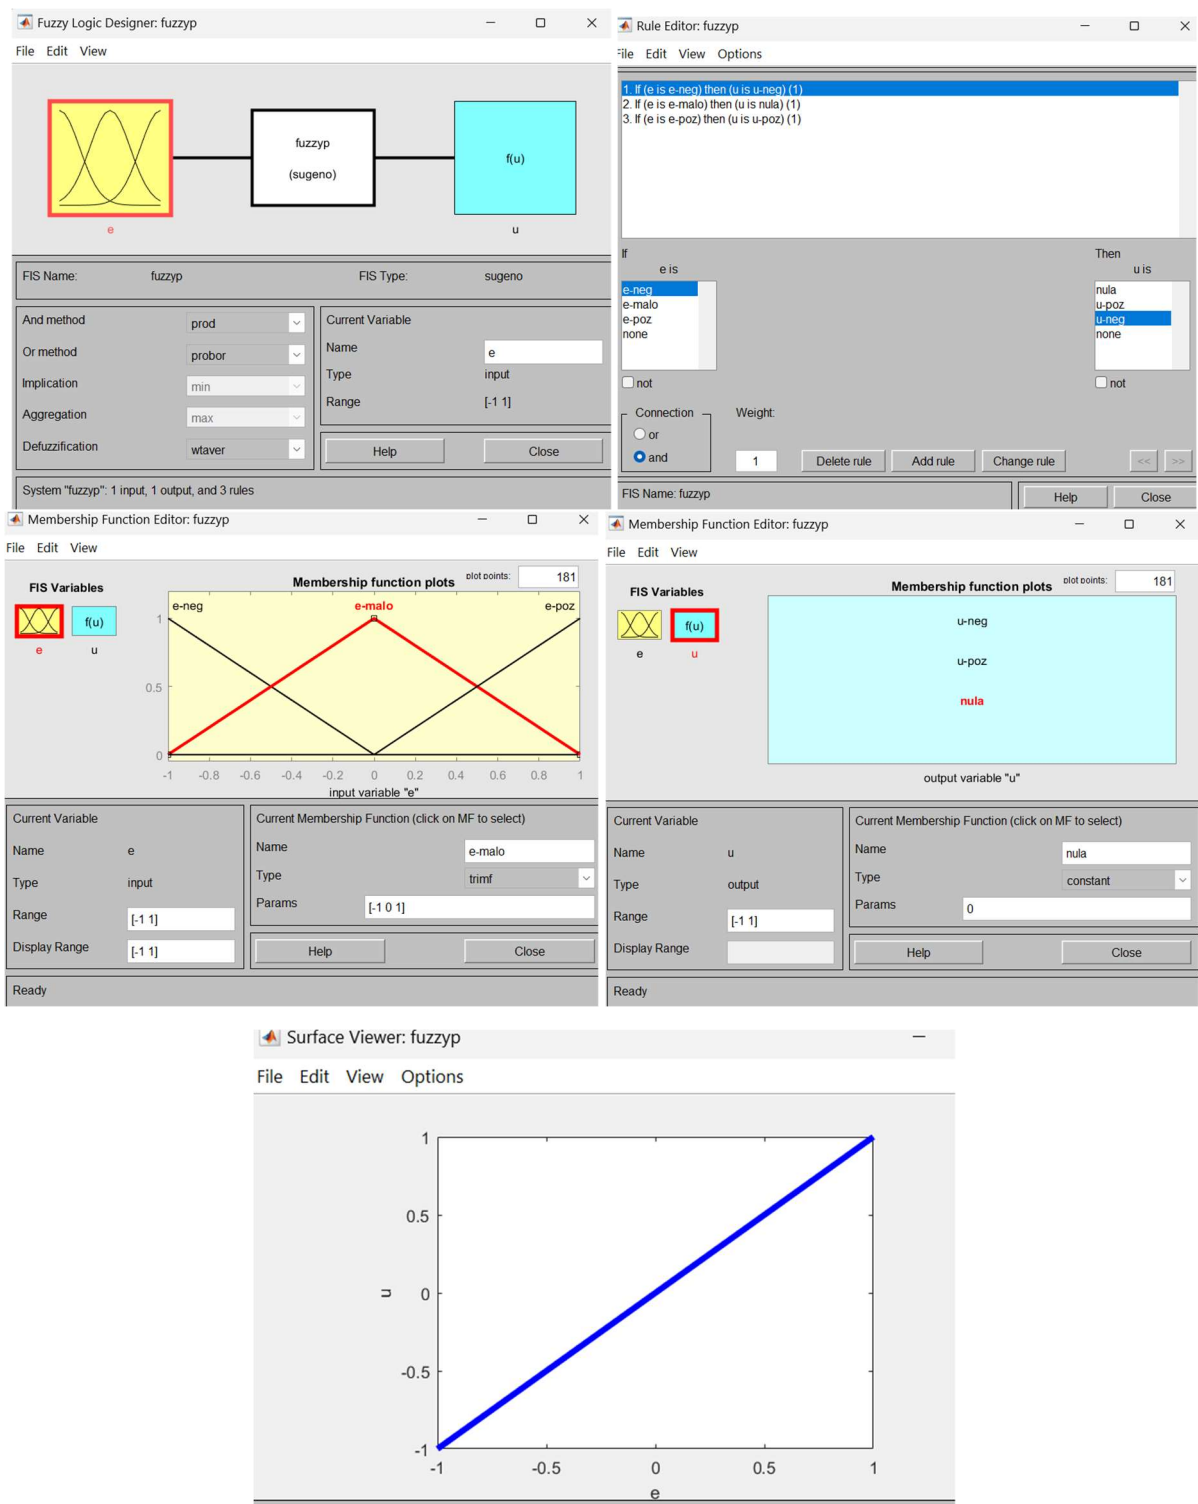 Fuzzy Logic Designer: fuzzyp
File Edit View
fuzzyp
(sugeno)
f(u)
e
u
FIS Name: fuzzyp FIS Type: sugeno
And method prod
Or method probor
Implication min
Aggregation max
Defuzzification wtaver
Current Variable
Name e
Type input
Range [-1 1]
Help Close
System "fuzzyp": 1 input, 1 output, and 3 rules
Rule Editor: fuzzyp
File Edit View Options
1. If (e is e-neg) then (u is u-neg) (1)
2. If (e is e-malo) then (u is nula) (1)
3. If (e is e-poz) then (u is u-poz) (1)
If
e is
e-neg
e-malo
e-poz
none
not
Then
u is
nula
u-poz
u-neg
none
not
Connection
or
and
Weight:
1 Delete rule Add rule Change rule << >>
FIS Name: fuzzyp Help Close
Membership Function Editor: fuzzyp
File Edit View
FIS Variables
f(u)
e u
Membership function plots plot points: 181
e-neg e-malo e-poz
1
0.5
0
-1 -0.8 -0.6 -0.4 -0.2 0 0.2 0.4 0.6 0.8 1
input variable "e"
Current Variable
Name e
Type input
Range [-1 1]
Display Range [-1 1]
Current Membership Function (click on MF to select)
Name e-malo
Type trimf
Params [-1 0 1]
Help Close
Ready
Membership Function Editor: fuzzyp
File Edit View
FIS Variables
f(u)
e u
Membership function plots plot points: 181
u-neg
u-poz
nula
output variable "u"
Current Variable
Name u
Type output
Range [-1 1]
Display Range
Current Membership Function (click on MF to select)
Name nula
Type constant
Params 0
Help Close
Ready
Surface Viewer: fuzzyp
File Edit View Options
1
0.5
0
-0.5
-1
u
-1 -0.5 0 0.5 1
e